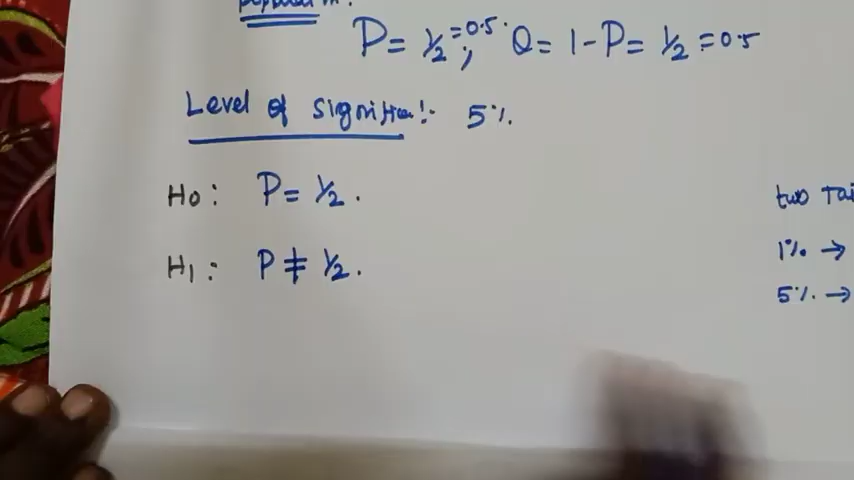 P = 1/2 = 0.5, Q = 1 - P = 1/2 = 0.5
Level of :- 5%.
H0 : P = 1/2.
H1 : P ≠ 1/2.
two Tai
1% →
5% →